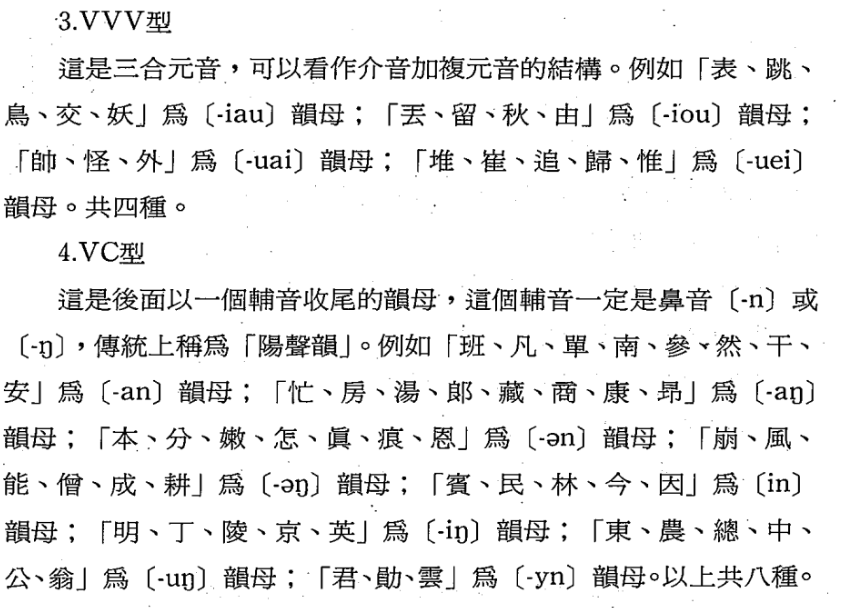 3.VVV型
這是三合元音，可以看作介音加複元音的結構。例如「表、跳、
鳥、交、妖」爲〔-iau〕韻母；「丟、留、秋、由」爲〔-iou〕韻母；
「帥、怪、外」爲〔-uai〕韻母；「堆、崔、追、歸、惟」爲〔-uei〕
韻母。共四種。
4.VC型
這是後面以一個輔音收尾的韻母，這個輔音一定是鼻音〔-n〕或
〔-ŋ〕，傳統上稱爲「陽聲韻」。例如「班、凡、單、南、參、然、干、
安」爲〔-an〕韻母；「忙、房、湯、郎、藏、商、康、昂」爲〔-aŋ〕
韻母；「本、分、嫩、怎、眞、痕、恩」爲〔-ən〕韻母；「崩、風、
能、僧、成、耕」爲〔-əŋ〕韻母；「賓、民、林、今、因」爲〔in〕
韻母；「明、丁、陵、京、英」爲〔-iŋ〕韻母；「東、農、總、中、
公、翁」爲〔-uŋ〕韻母；「君、勛、雲」爲〔-yn〕韻母。以上共八種。